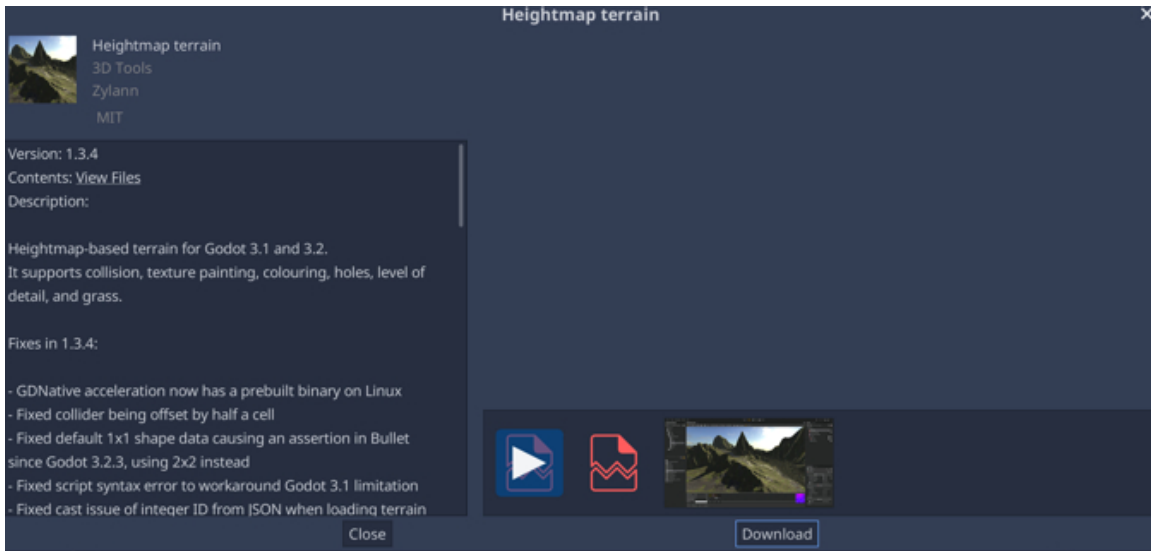 Heightmap terrain
Heightmap terrain
3D Tools
Zylann
MIT
Version: 1.3.4
Contents: View Files
Description:
Heightmap-based terrain for Godot 3.1 and 3.2.
It supports collision, texture painting, colouring, holes, level of
detail, and grass.
Fixes in 1.3.4:
- GDNative acceleration now has a prebuilt binary on Linux
- Fixed collider being offset by half a cell
- Fixed default 1x1 shape data causing an assertion in Bullet
since Godot 3.2.3, using 2x2 instead
- Fixed script syntax error to workaround Godot 3.1 limitation
- Fixed cast issue of integer ID from JSON when loading terrain
Close
Download